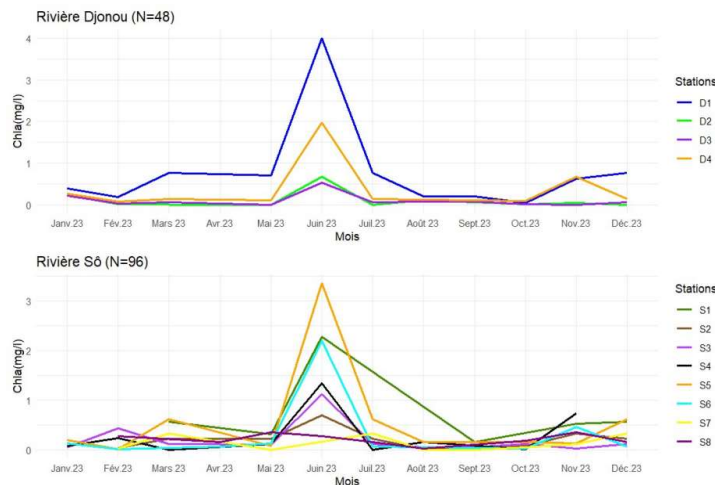 Rivière Djonou (N=48)
4
3
2
1
0
Chla(mg/l)
Janv.23 Fév.23 Mars 23 Avr.23 Mai 23 Juin 23 Juil.23 Août 23 Sept.23 Oct.23 Nov.23 Déc.23
Mois
Stations
D1
D2
D3
D4
Rivière Sô (N=96)
3
2
1
0
Chla(mg/l)
Janv.23 Fév.23 Mars 23 Avr.23 Mai 23 Juin 23 Juil.23 Août 23 Sept.23 Oct.23 Nov.23 Déc.23
Mois
Stations
S1
S2
S3
S4
S5
S6
S7
S8